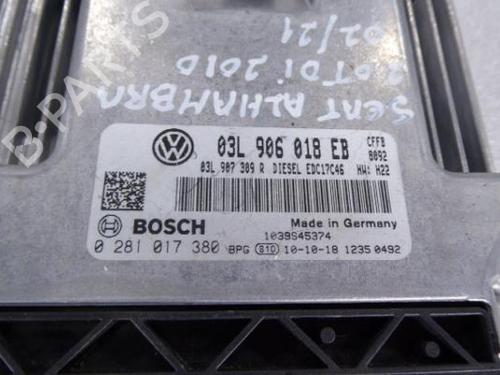 SEAT ALHAMBRA
2.0TDI 2010
02/21
B-PARTS
03L 906 018 EB CFFB 8092
03L 907 309 R DIESEL EDC17C46 HW: H22
BOSCH Made in Germany
1039S45374
0 281 017 380 BPG S10 10-10-18 1235 0492